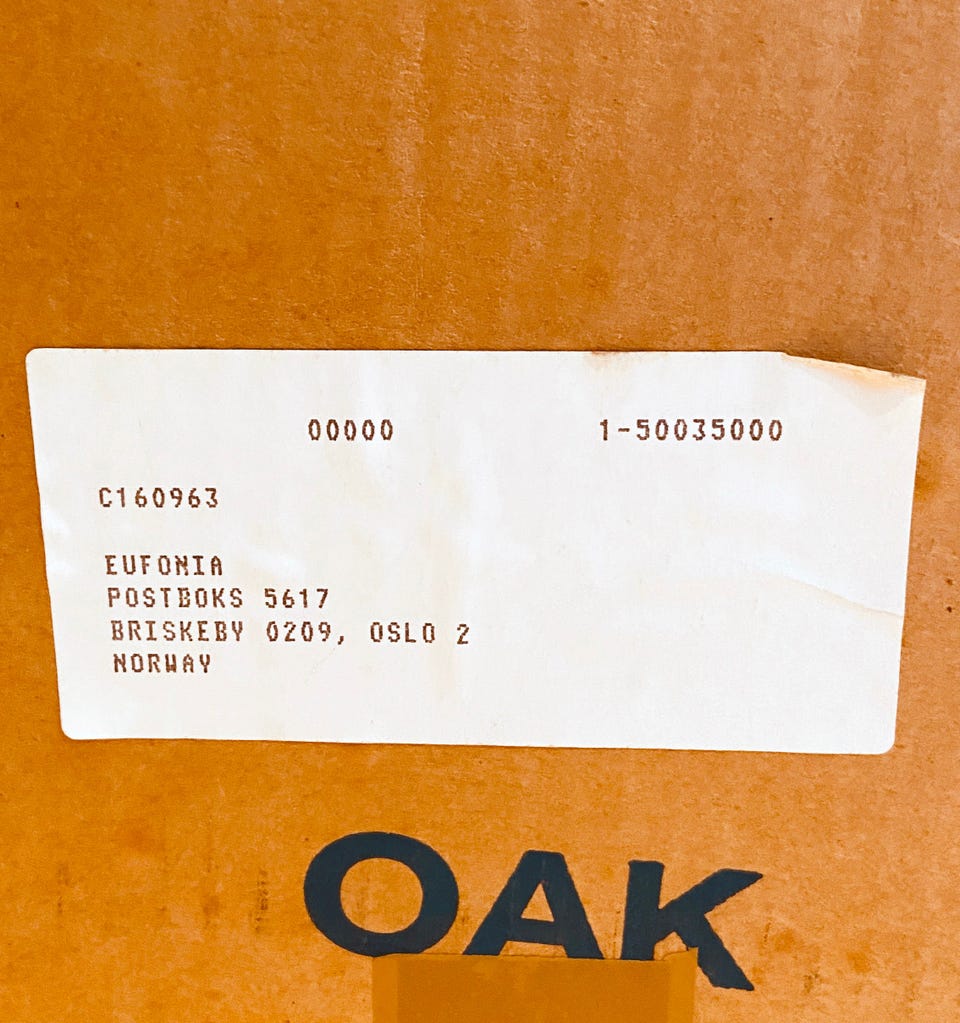 00000 1-50035000
C160963
EUFONIA
POSTBOKS 5617
BRISKEBY 0209, OSLO 2
NORWAY
OAK